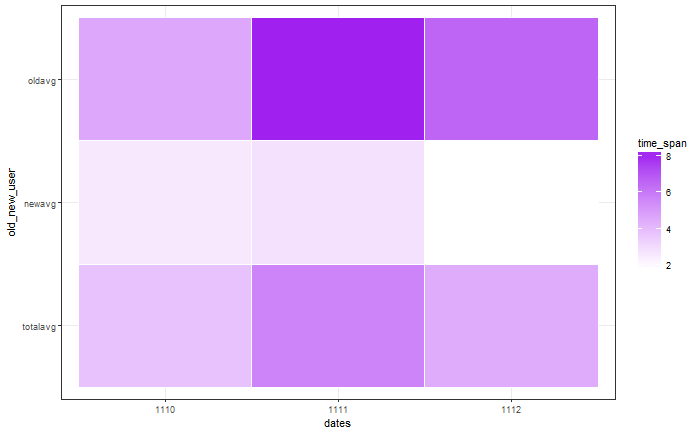 oldavg
newavg
totalavg
old_new_user
1110
1111
1112
dates
time_span
8
6
4
2